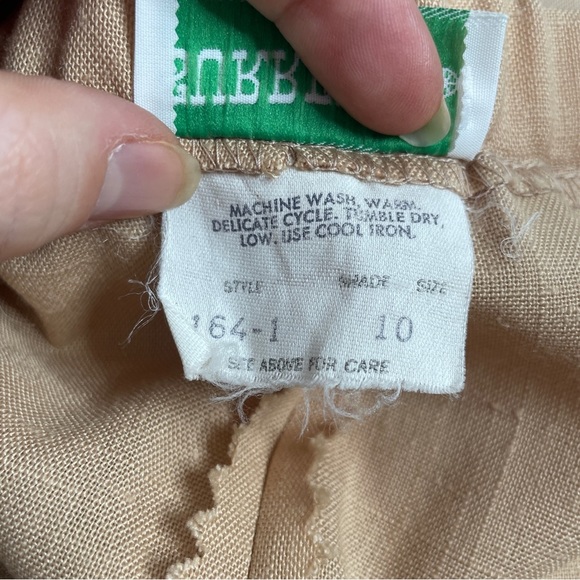 MACHINE WASH, WARM.
DELICATE CYCLE. TUMBLE DRY,
LOW. USE COOL IRON.
STYLE SHADE SIZE
164-1 10
SEE ABOVE FOR CARE